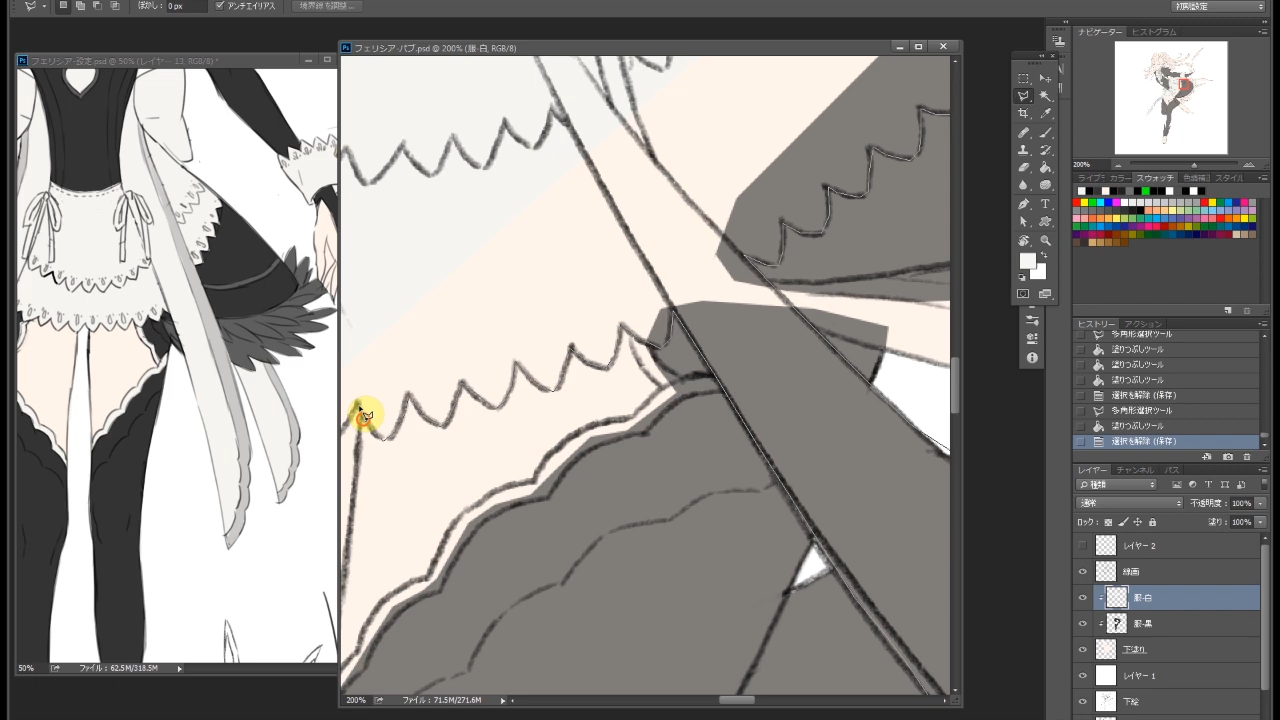 ぼかし: 0 px アンチエイリアス 境界線を調整... 初期設定
フェリシア-設定.psd @ 50% (レイヤー 13, RGB/8) *
フェリシア-パブ.psd @ 200% (服-白, RGB/8)
ナビゲーター ヒストグラム
200%
カラー スウォッチ 色調補正 スタイル
ヒストリー アクション
多角形選択ツール
塗りつぶしツール
塗りつぶしツール
塗りつぶしツール
選択を解除 (保存)
多角形選択ツール
塗りつぶしツール
選択を解除 (保存)
レイヤー チャンネル パス
種類
通常 不透明度: 100%
ロック: 塗り: 100%
レイヤー 2
線画
服-白
服-黒
下塗り
レイヤー 1
下絵
50% ファイル : 62.5M/318.5M
200% ファイル : 71.5M/271.6M